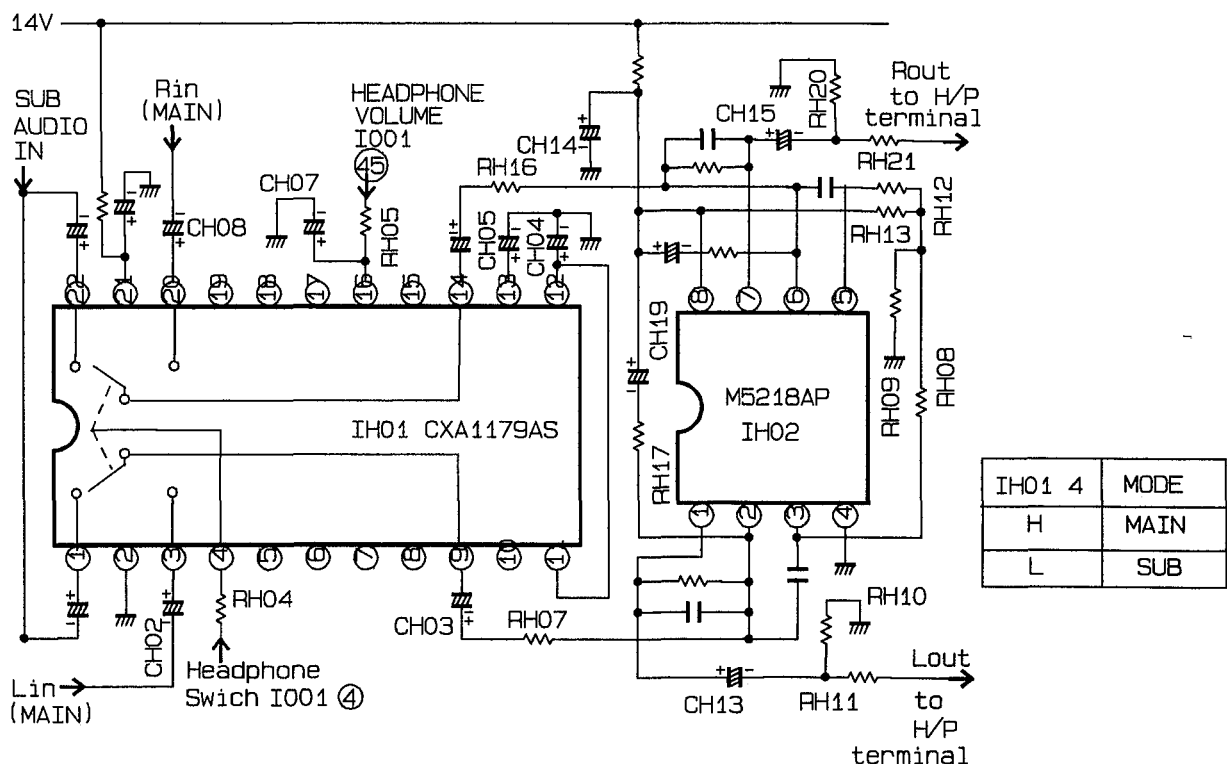 14V
SUB
AUDIO
IN
Rin
(MAIN)
HEADPHONE
VOLUME
I001
45
CH07
CH08
RH05
RH16
CH05
CH04
CH14
CH15
RH20
Rout
to H/P
terminal
RH21
RH12
RH13
22 21 20 19 18 17 16 15 14 13 12
8 7 6 5
CH19
RH09
RH08
IH01 CXA1179AS
M5218AP
IH02
RH17
1 2 3 4 5 6 7 8 9 10 11
1 2 3 4
IH01 4 MODE
H MAIN
L SUB
CH02
RH04
CH03
RH07
RH10
Lin
(MAIN)
Headphone
Swich I001 4
CH13
RH11
Lout
to
H/P
terminal